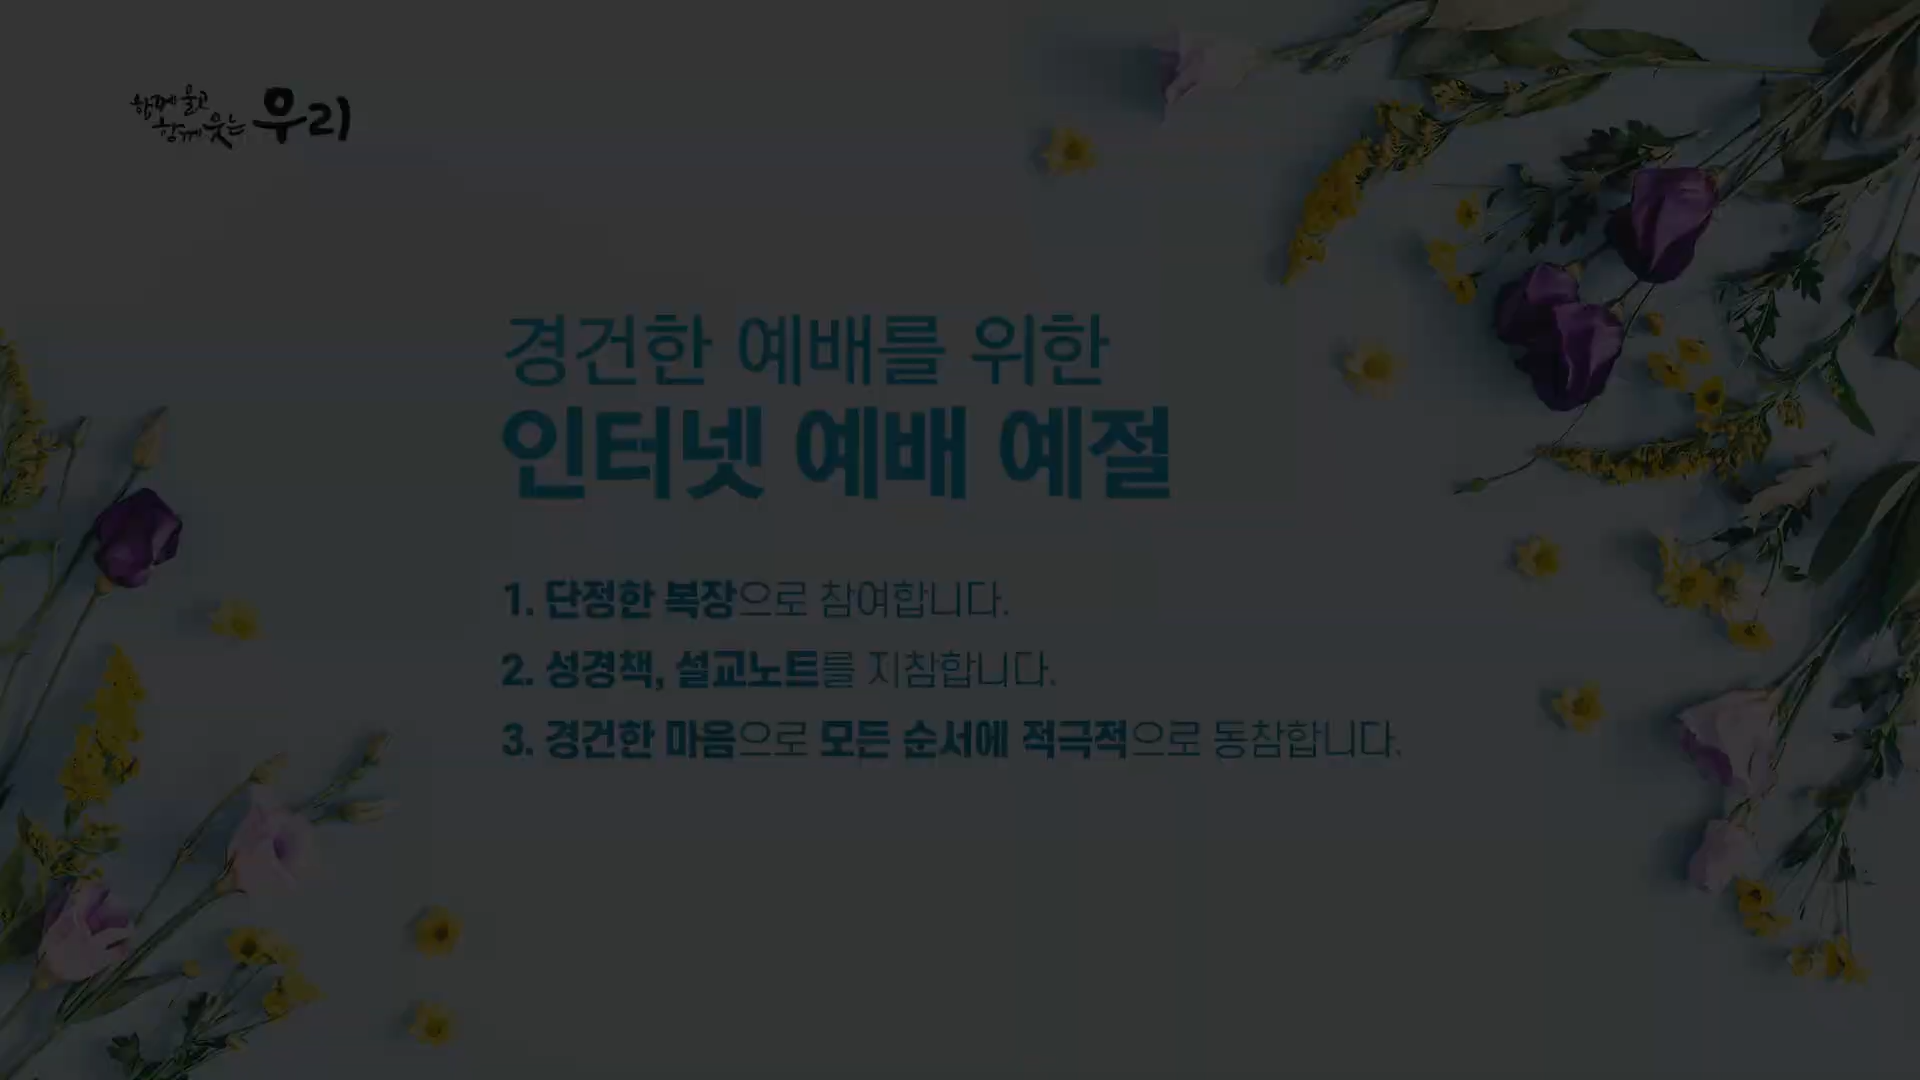 함께 울고
함께 웃는 우리
경건한 예배를 위한
인터넷 예배 예절
1. 단정한 복장으로 참여합니다.
2. 성경책, 설교노트를 지참합니다.
3. 경건한 마음으로 모든 순서에 적극적으로 동참합니다.